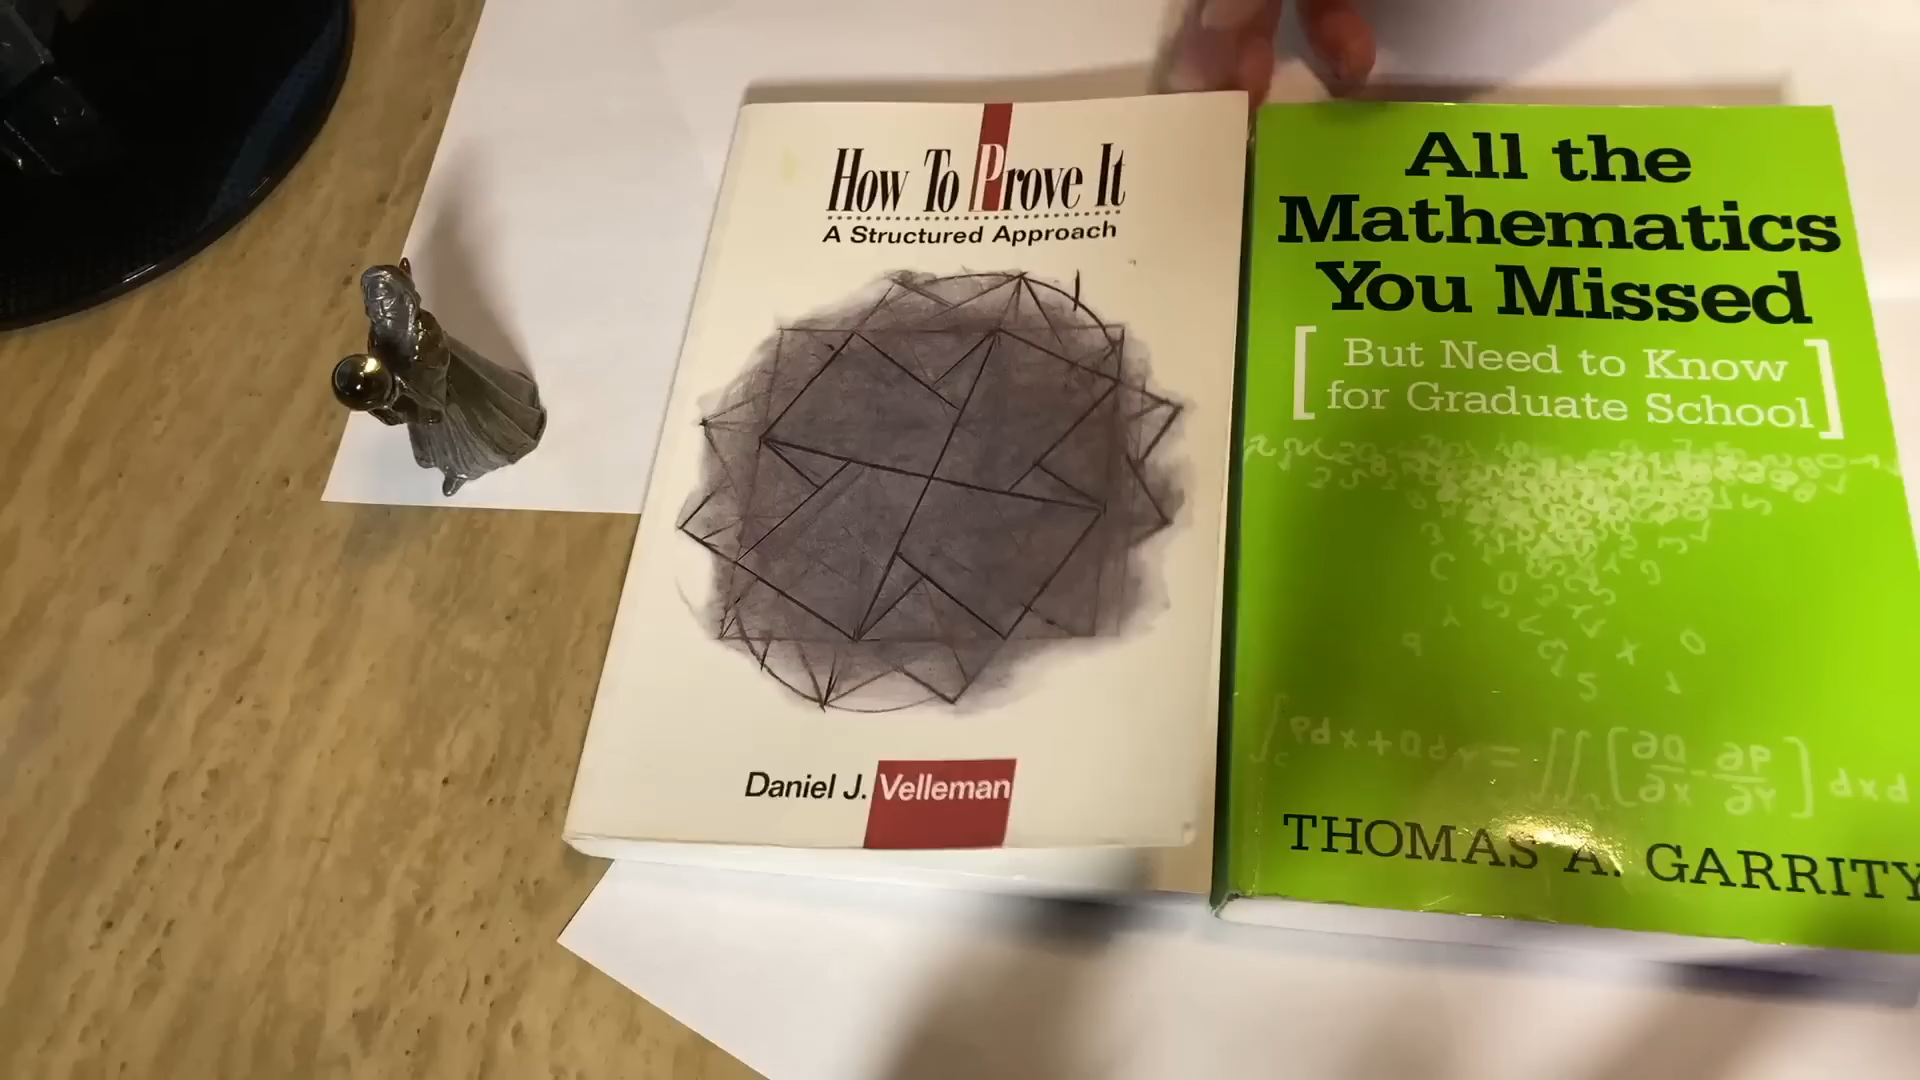 How To Prove It
A Structured Approach
Daniel J. Velleman
All the
Mathematics
You Missed
[ But Need to Know
for Graduate School ]
THOMAS A. GARRITY